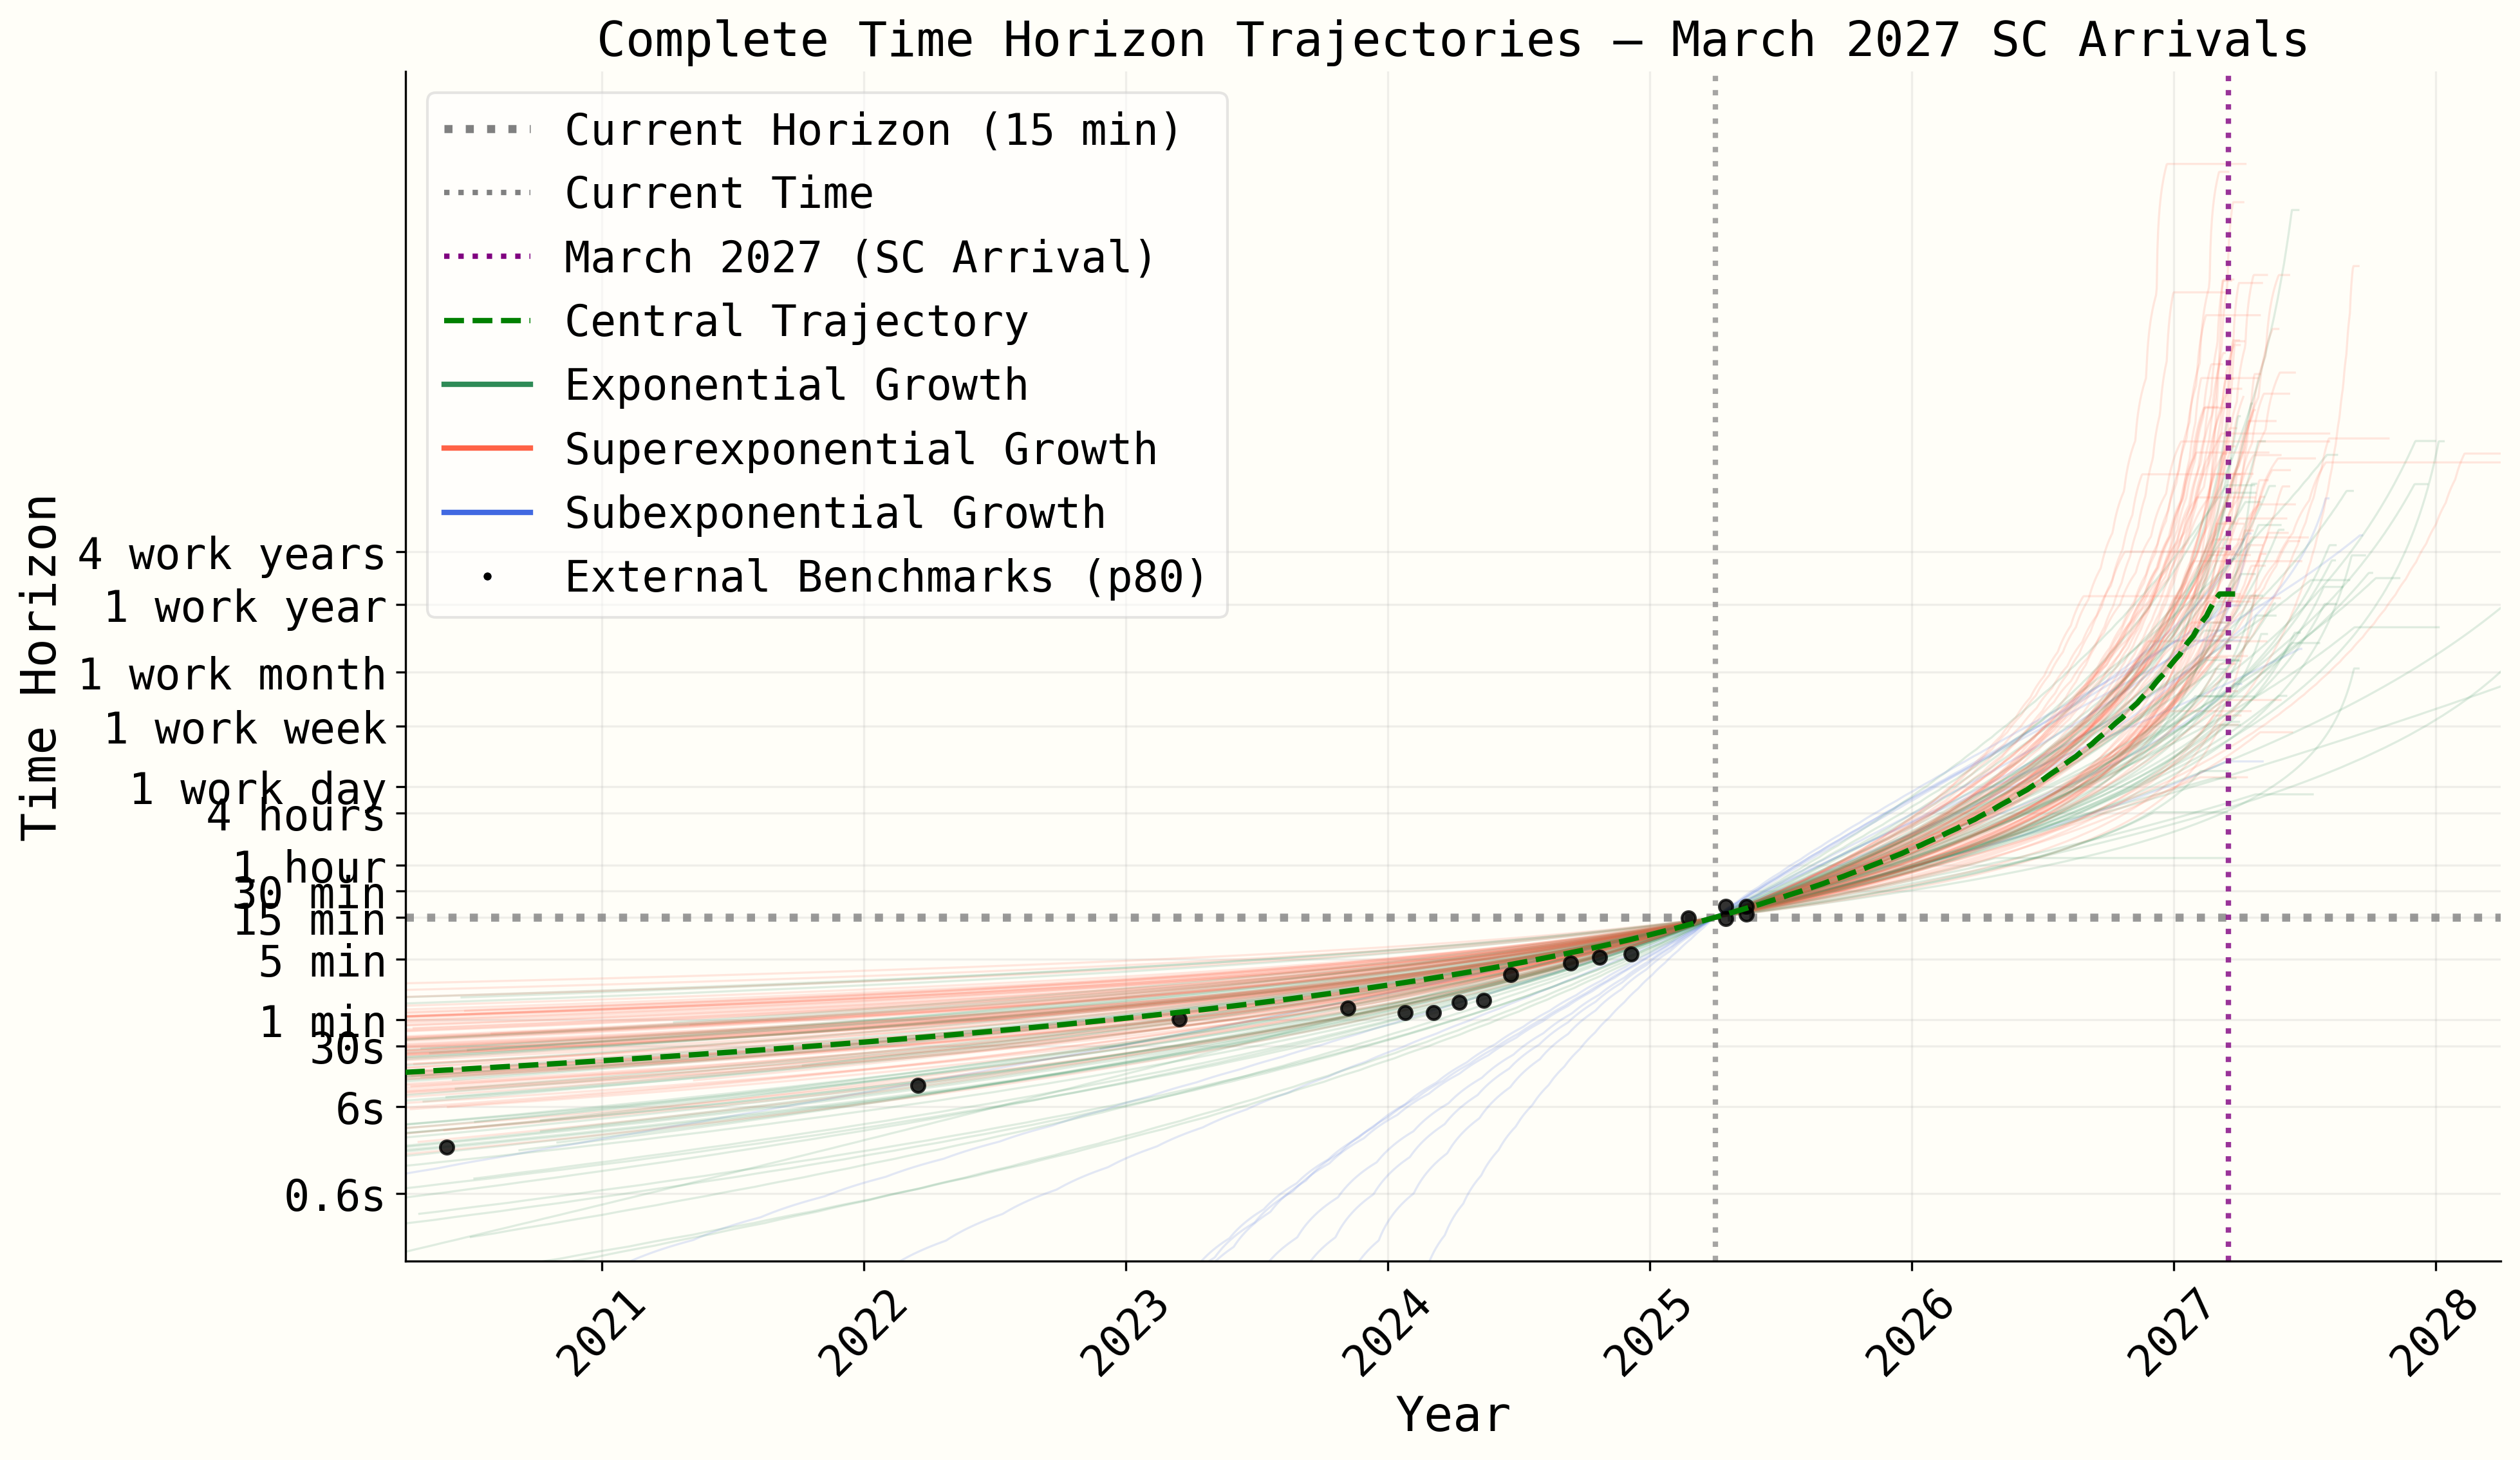 Complete Time Horizon Trajectories — March 2027 SC Arrivals
Current Horizon (15 min)
Current Time
March 2027 (SC Arrival)
Central Trajectory
Exponential Growth
Superexponential Growth
Subexponential Growth
External Benchmarks (p80)
Time Horizon
4 work years
1 work year
1 work month
1 work week
1 work day
4 hours
1 hour
30 min
15 min
5 min
1 min
30s
6s
0.6s
2021
2022
2023
2024
2025
2026
2027
2028
Year